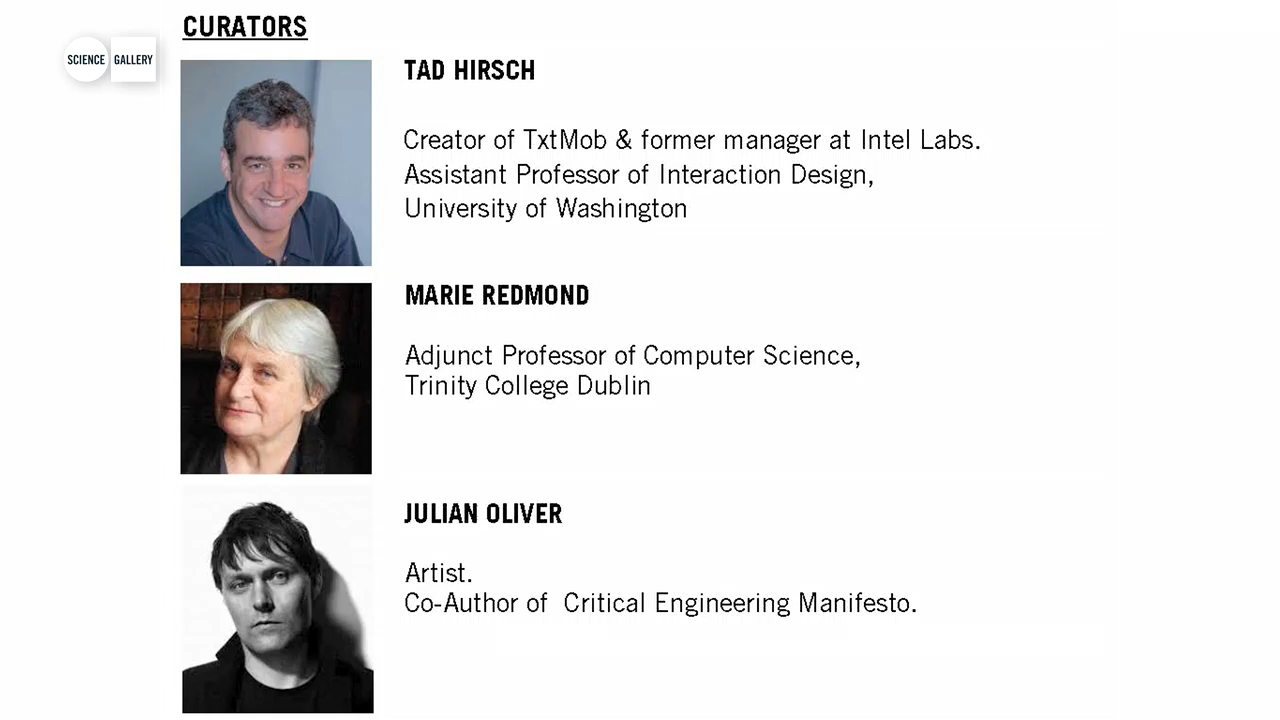 CURATORS
SCIENCE GALLERY
TAD HIRSCH
Creator of TxtMob & former manager at Intel Labs.
Assistant Professor of Interaction Design,
University of Washington
MARIE REDMOND
Adjunct Professor of Computer Science,
Trinity College Dublin
JULIAN OLIVER
Artist.
Co-Author of  Critical Engineering Manifesto.